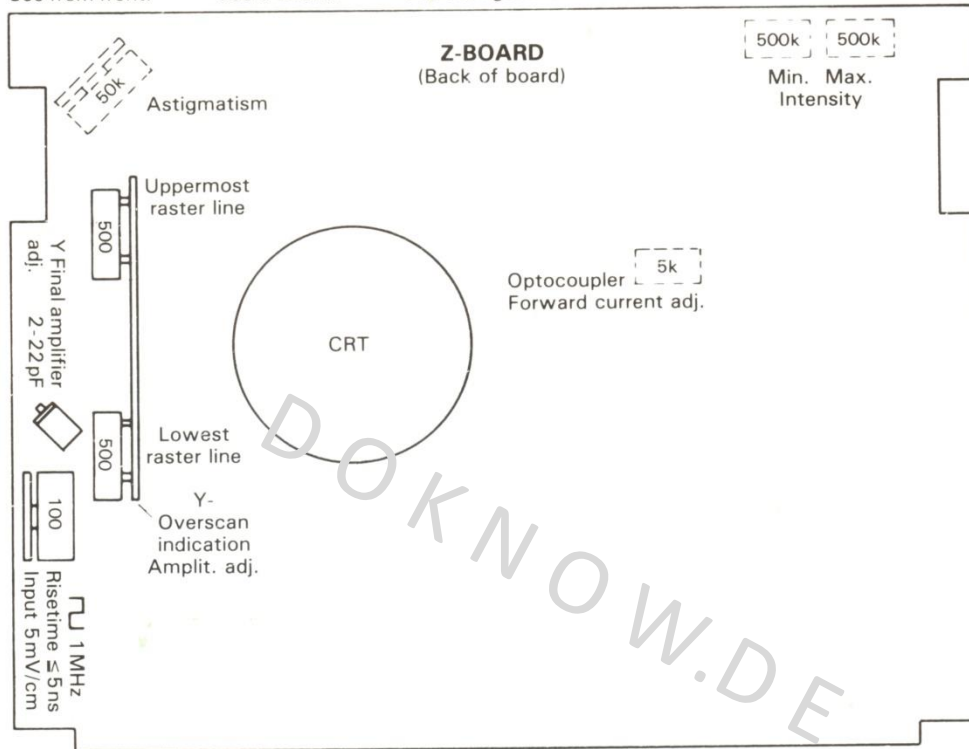 Z-BOARD
(Back of board)
500k
500k
Min. Max.
Intensity
50k
Astigmatism
Uppermost
raster line
500
Y Final amplifier
adj. 2-22pF
CRT
Optocoupler
5k
Forward current adj.
500
Lowest
raster line
Y-
Overscan
indication
Amplit. adj.
100
1MHz
Risetime ≤5ns
Input 5mV/cm
DOKNOW.DE